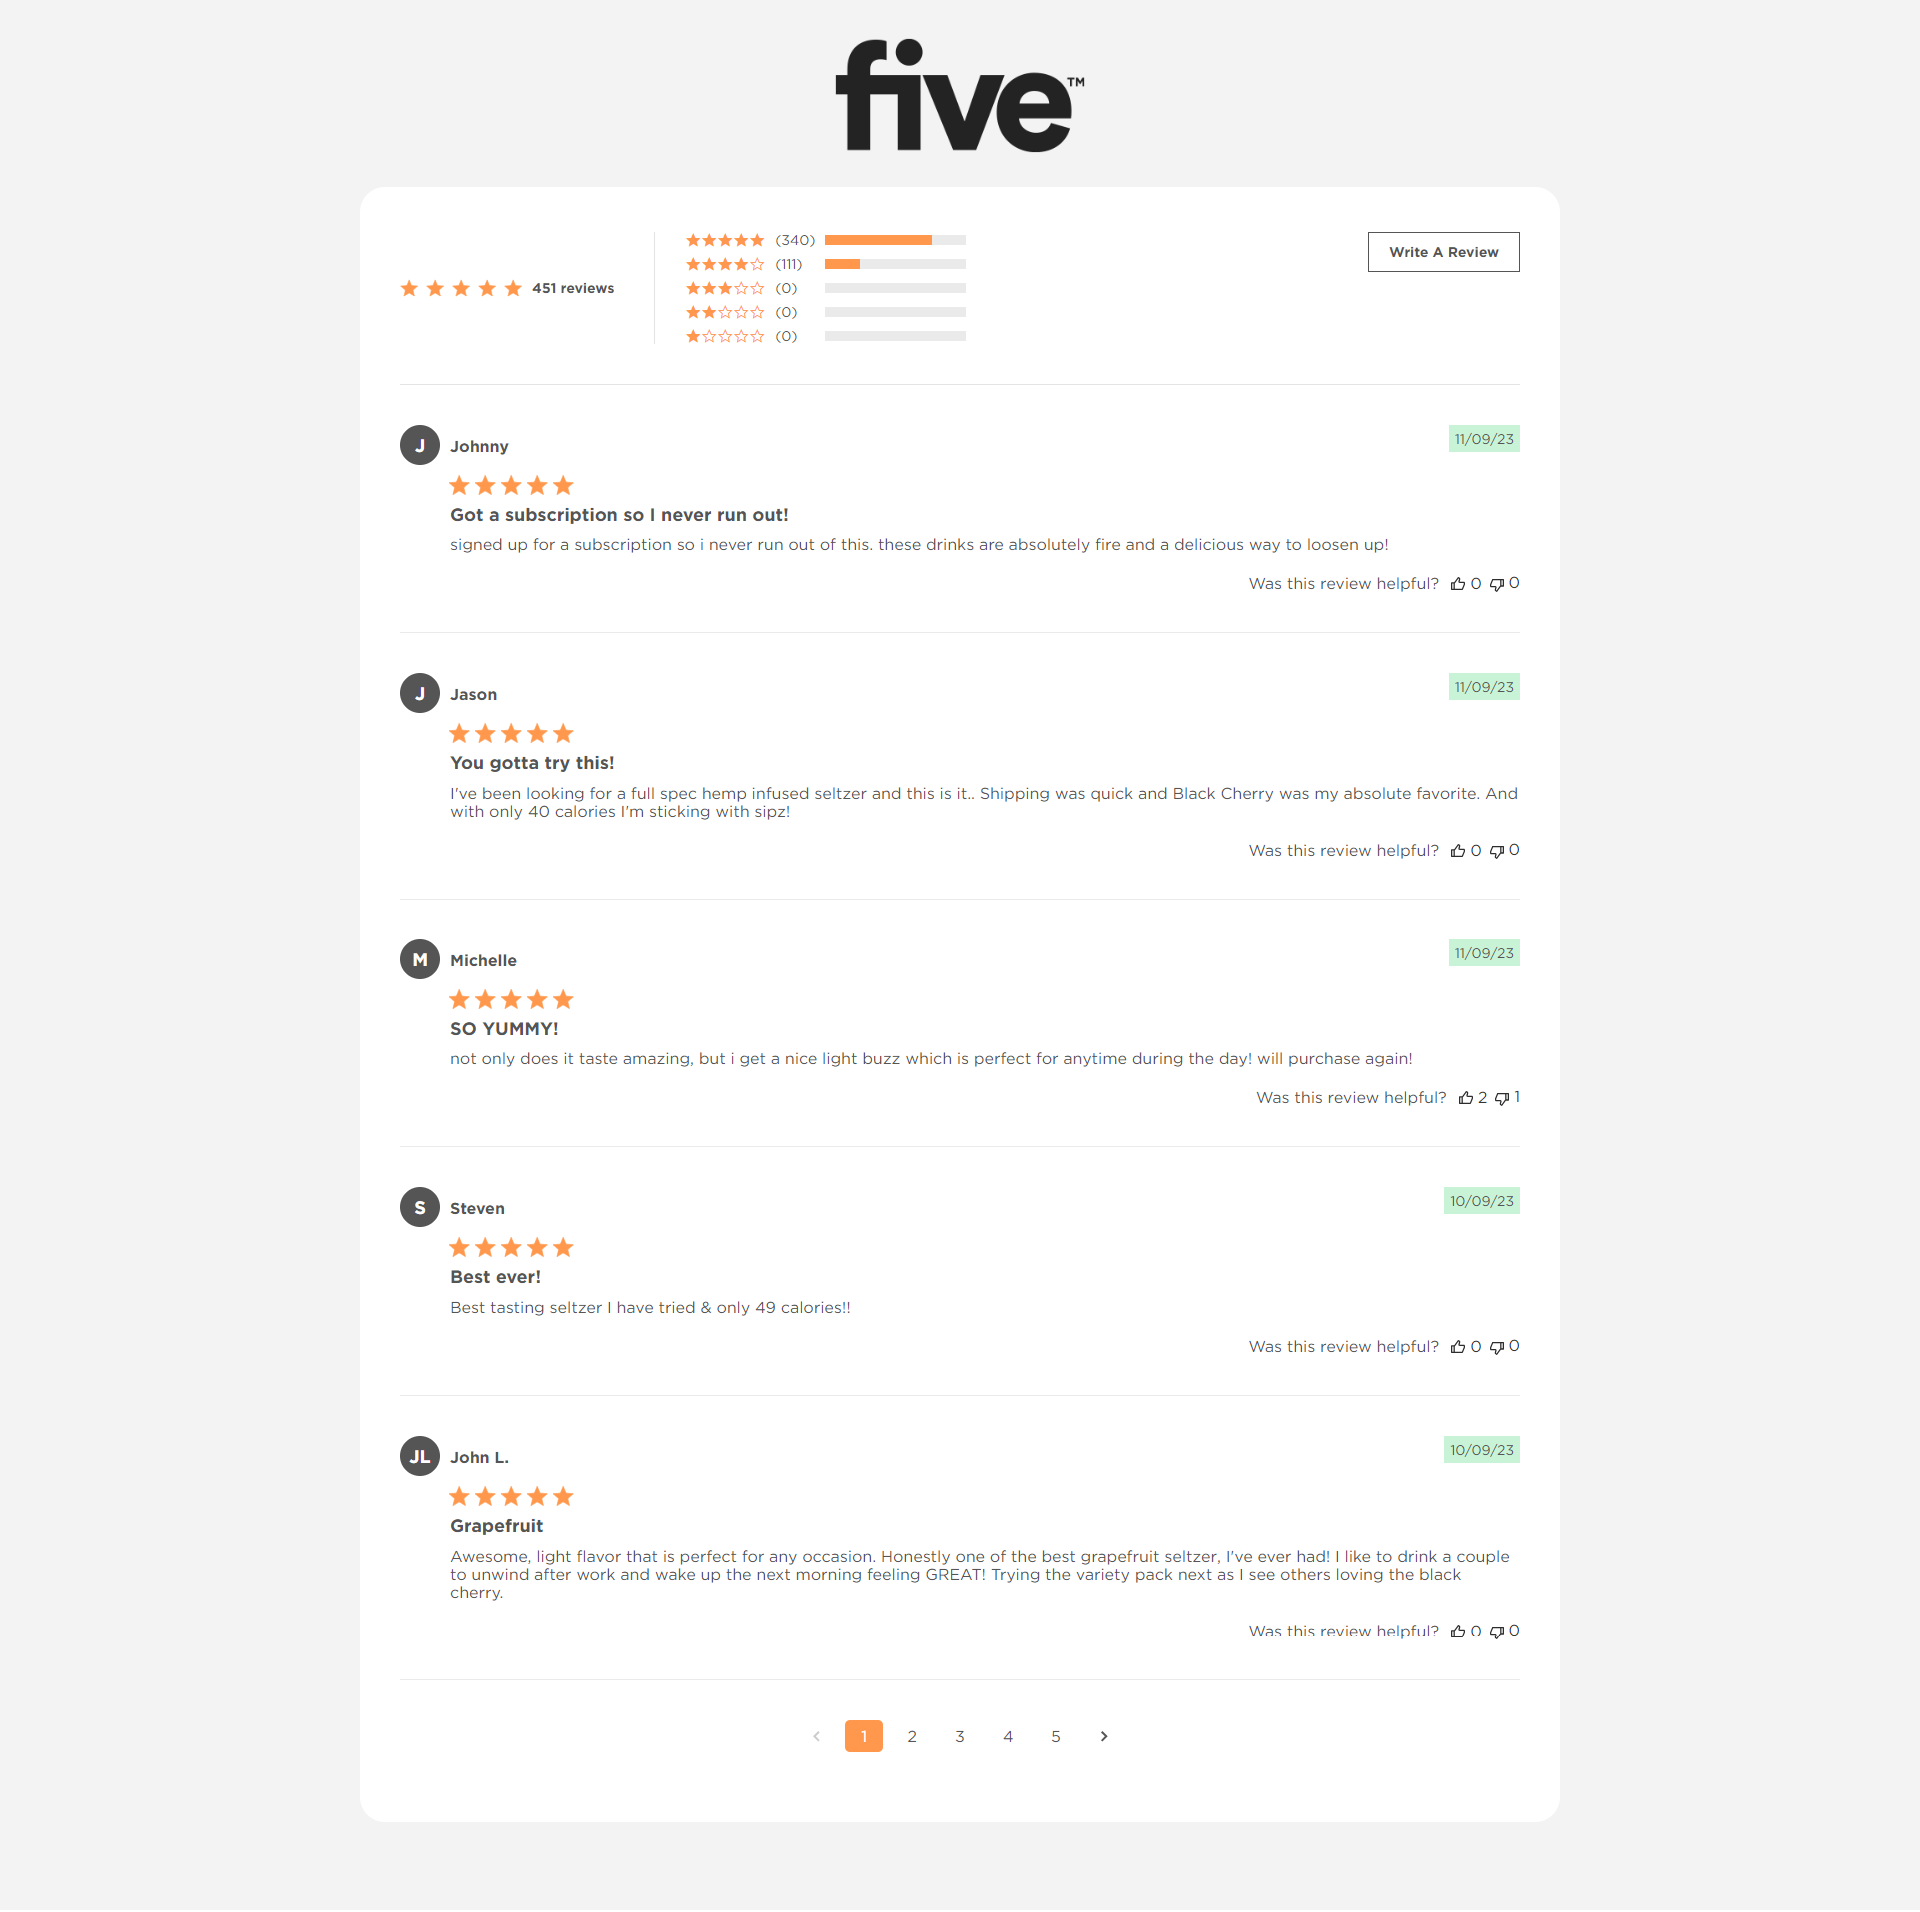 five™
451 reviews
(340)
(111)
(0)
(0)
(0)
Write A Review
J Johnny 11/09/23
Got a subscription so I never run out!
signed up for a subscription so i never run out of this. these drinks are absolutely fire and a delicious way to loosen up!
Was this review helpful? 0 0
J Jason 11/09/23
You gotta try this!
I've been looking for a full spec hemp infused seltzer and this is it.. Shipping was quick and Black Cherry was my absolute favorite. And
with only 40 calories I'm sticking with sipz!
Was this review helpful? 0 0
M Michelle 11/09/23
SO YUMMY!
not only does it taste amazing, but i get a nice light buzz which is perfect for anytime during the day! will purchase again!
Was this review helpful? 2 1
S Steven 10/09/23
Best ever!
Best tasting seltzer I have tried & only 49 calories!!
Was this review helpful? 0 0
JL John L. 10/09/23
Grapefruit
Awesome, light flavor that is perfect for any occasion. Honestly one of the best grapefruit seltzer, I've ever had! I like to drink a couple
to unwind after work and wake up the next morning feeling GREAT! Trying the variety pack next as I see others loving the black
cherry.
Was this review helpful? 0 0
1 2 3 4 5